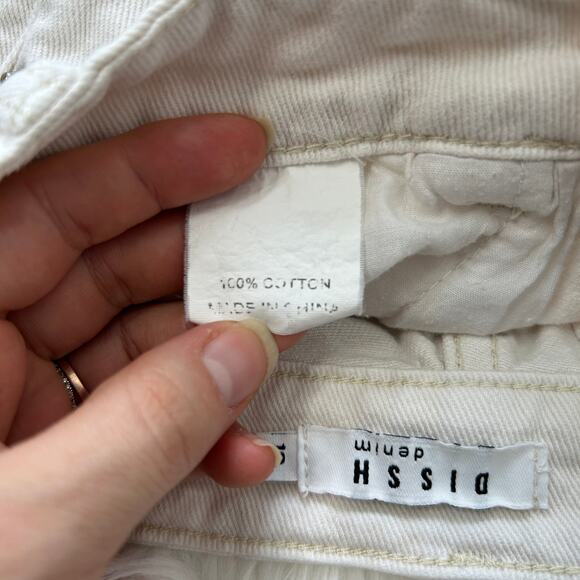 100% COTTON
MADE IN CHINA
DISSH
denim